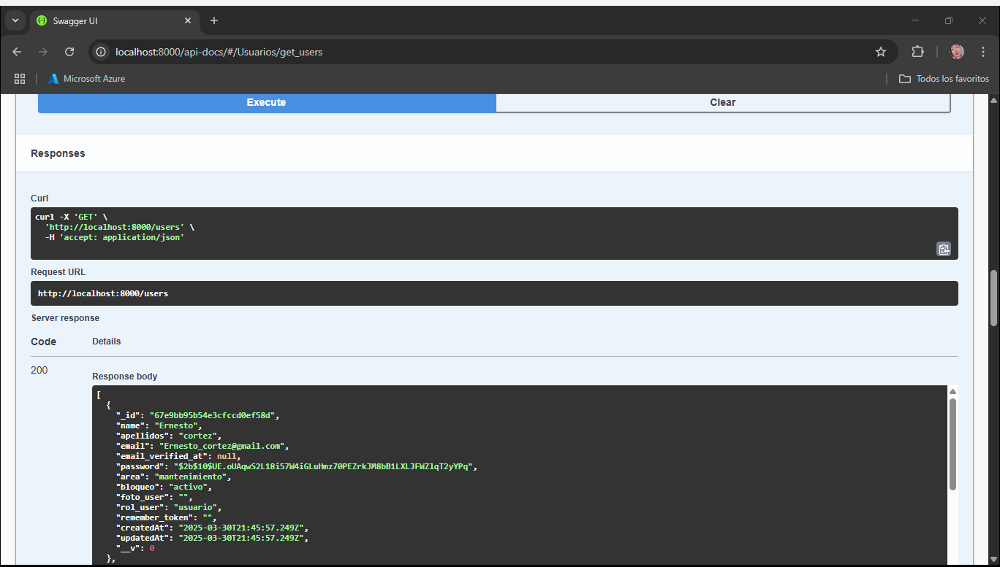 Swagger UI
localhost:8000/api-docs/#/Usuarios/get_users
Microsoft Azure
Todos los favoritos
Execute
Clear
Responses
Curl
curl -X 'GET' \
'http://localhost:8000/users' \
-H 'accept: application/json'
Request URL
http://localhost:8000/users
Server response
Code
Details
200
Response body
[
{
"_id": "67e9bb95b54e3cfccd0ef58d",
"name": "Ernesto",
"apellidos": "cortez",
"email": "Ernesto_cortez@gmail.com",
"email_verified_at": null,
"password": "$2b$10$UE.oUAqwS2L18i57W4iGLuHmz70PEZrkJM8bB1LXLJFWZlqT2yYPq",
"area": "mantenimiento",
"bloqueo": "activo",
"foto_user": "",
"rol_user": "usuario",
"remember_token": "",
"createdAt": "2025-03-30T21:45:57.249Z",
"updatedAt": "2025-03-30T21:45:57.249Z",
"__v": 0
},